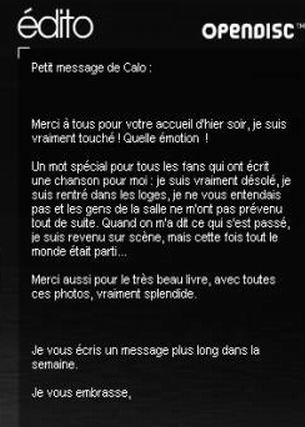 édito
OPENDISC™
Petit message de Calo :
Merci à tous pour votre accueil d'hier soir, je suis
vraiment touché ! Quelle émotion !
Un mot spécial pour tous les fans qui ont écrit
une chanson pour moi : je suis vraiment désolé, je
suis rentré dans les loges, je ne vous entendais
pas et les gens de la salle ne m'ont pas prévenu
tout de suite. Quand on m'a dit ce qui s'est passé,
je suis revenu sur scène, mais cette fois tout le
monde était parti...
Merci aussi pour le très beau livre, avec toutes
ces photos, vraiment splendide.
Je vous écris un message plus long dans la
semaine.
Je vous embrasse,